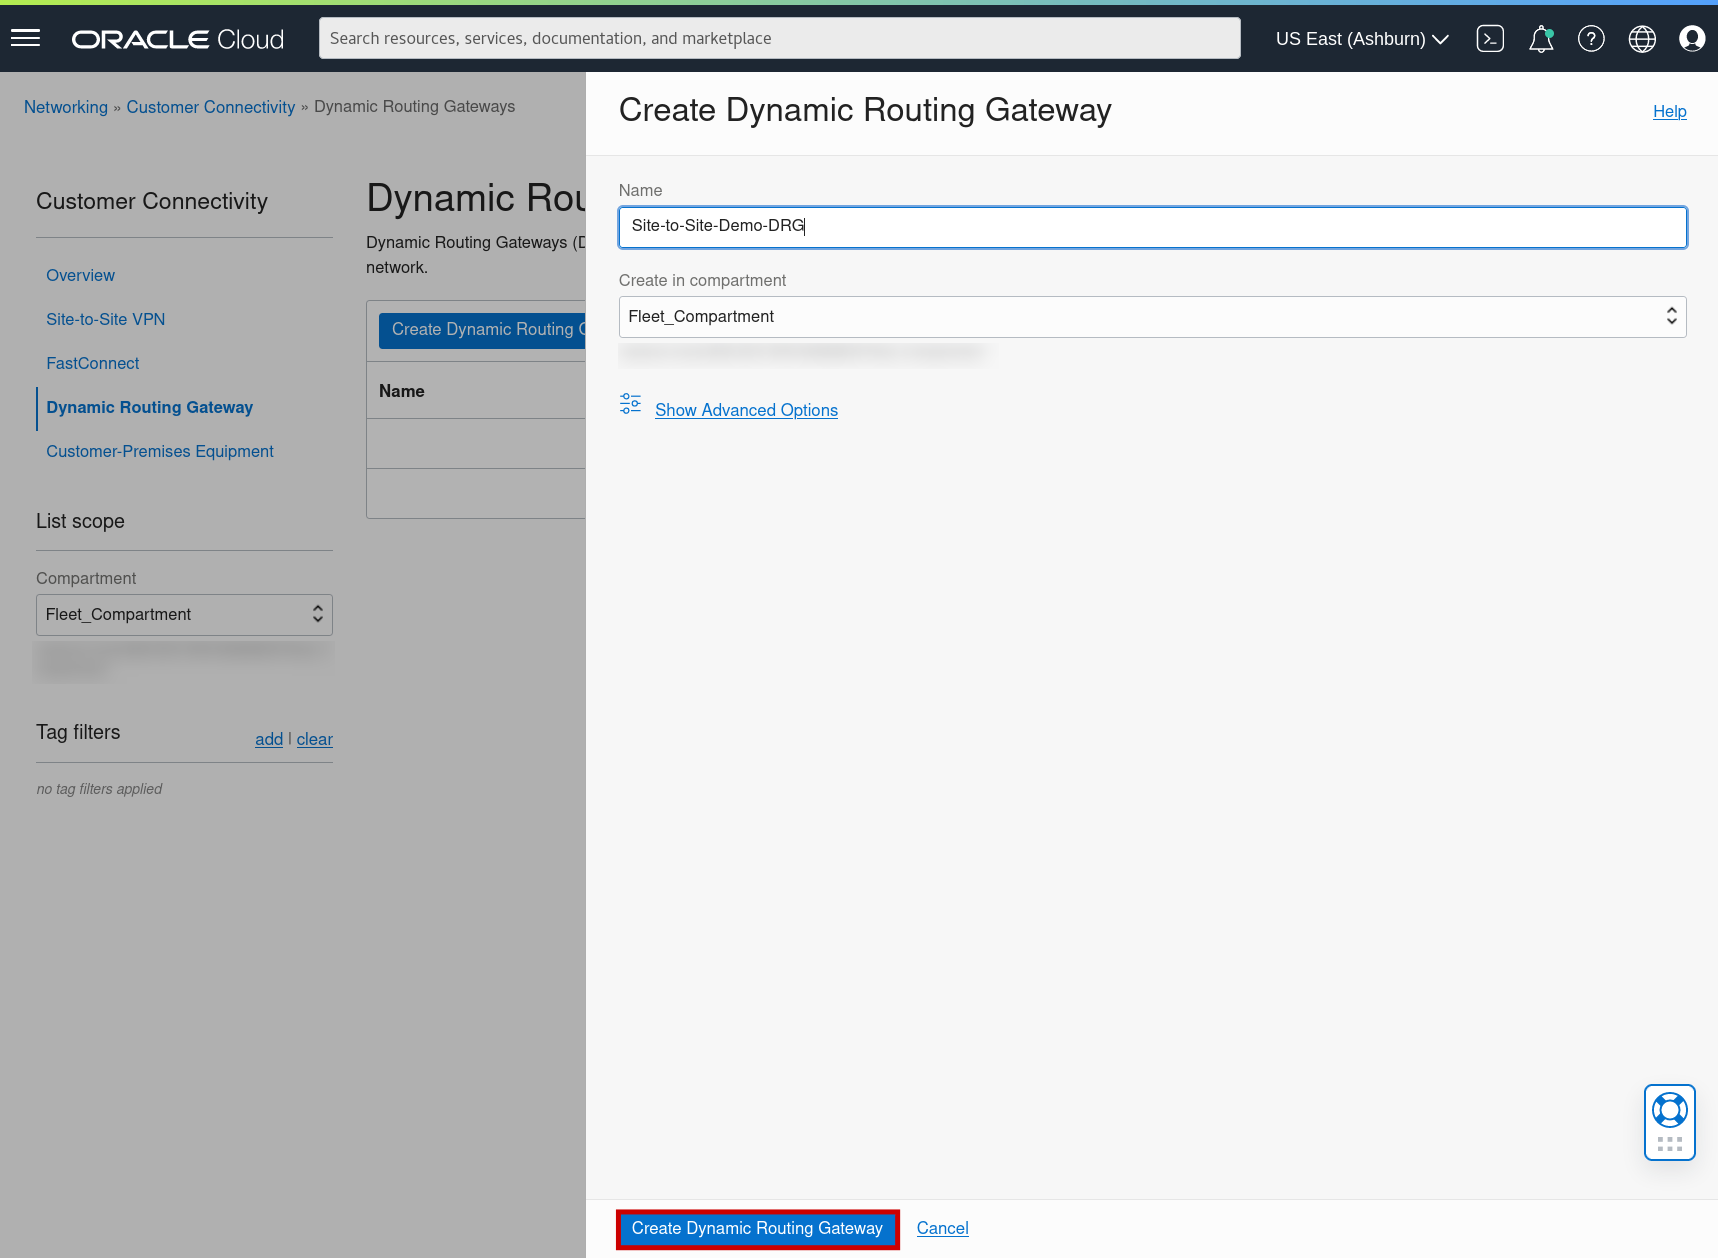 ORACLE Cloud
Search resources, services, documentation, and marketplace
US East (Ashburn)
Networking » Customer Connectivity » Dynamic Routing Gateways
Customer Connectivity
Overview
Site-to-Site VPN
FastConnect
Dynamic Routing Gateway
Customer-Premises Equipment
List scope
Compartment
Fleet_Compartment
Tag filters
add | clear
no tag filters applied
Dynamic Rou
Dynamic Routing Gateways (D
network.
Create Dynamic Routing G
Name
Create Dynamic Routing Gateway
Help
Name
Site-to-Site-Demo-DRG
Create in compartment
Fleet_Compartment
Show Advanced Options
Create Dynamic Routing Gateway
Cancel